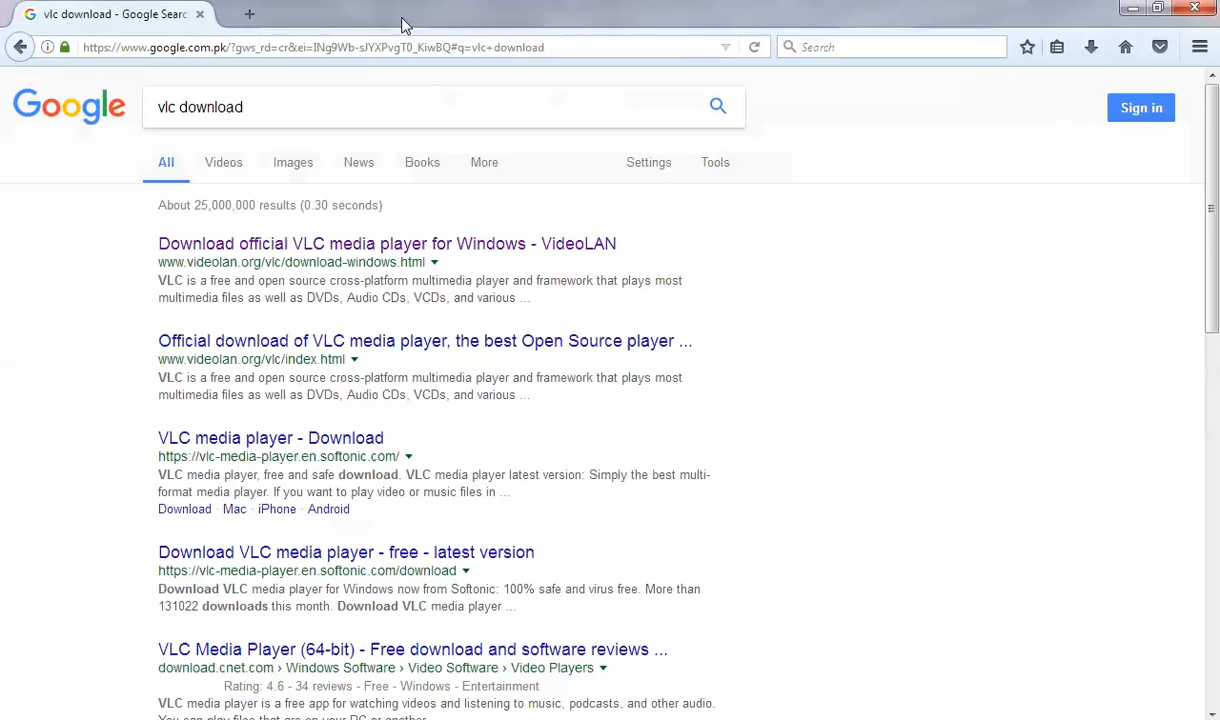 vlc download - Google Searc
https://www.google.com.pk/?gws_rd=cr&ei=INg9Wb-sJYXPvgT0_KiwBQ#q=vlc+download
Search
Google
vlc download
Sign in
All Videos Images News Books More Settings Tools
About 25,000,000 results (0.30 seconds)
Download official VLC media player for Windows - VideoLAN
www.videolan.org/vlc/download-windows.html
VLC is a free and open source cross-platform multimedia player and framework that plays most
multimedia files as well as DVDs, Audio CDs, VCDs, and various ...
Official download of VLC media player, the best Open Source player ...
www.videolan.org/vlc/index.html
VLC is a free and open source cross-platform multimedia player and framework that plays most
multimedia files as well as DVDs, Audio CDs, VCDs, and various ...
VLC media player - Download
https://vlc-media-player.en.softonic.com/
VLC media player, free and safe download. VLC media player latest version: Simply the best multi-
format media player. If you want to play video or music files in ...
Download · Mac · iPhone · Android
Download VLC media player - free - latest version
https://vlc-media-player.en.softonic.com/download
Download VLC media player for Windows now from Softonic: 100% safe and virus free. More than
131022 downloads this month. Download VLC media player ...
VLC Media Player (64-bit) - Free download and software reviews ...
download.cnet.com › Windows Software › Video Software › Video Players
Rating: 4.6 - 34 reviews - Free - Windows - Entertainment
VLC media player is a free app for watching videos and listening to music, podcasts, and other audio.
You can play files that are on your PC or another